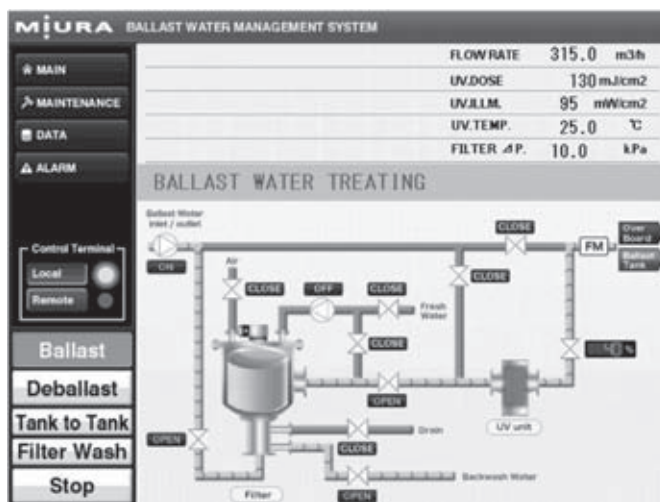 MIURA BALLAST WATER MANAGEMENT SYSTEM
FLOW RATE 315.0 m3/h
UV.DOSE 130 mJ/cm2
UV.ILLM. 95 mW/cm2
UV.TEMP. 25.0 ℃
FILTER ⊿P. 10.0 kPa
MAIN
MAINTENANCE
DATA
ALARM
BALLAST WATER TREATING
Control Terminal
Local
Remote
Ballast
Deballast
Tank to Tank
Filter Wash
Stop
Ballast Water
inlet / outlet
ON
CLOSE
FM
Over
Board
Ballast
Tank
Air
CLOSE
OFF
CLOSE
CLOSE
Fresh
Water
CLOSE
%
OPEN
UV unit
OPEN
Drain
CLOSE
Backwash Water
Filter
OPEN